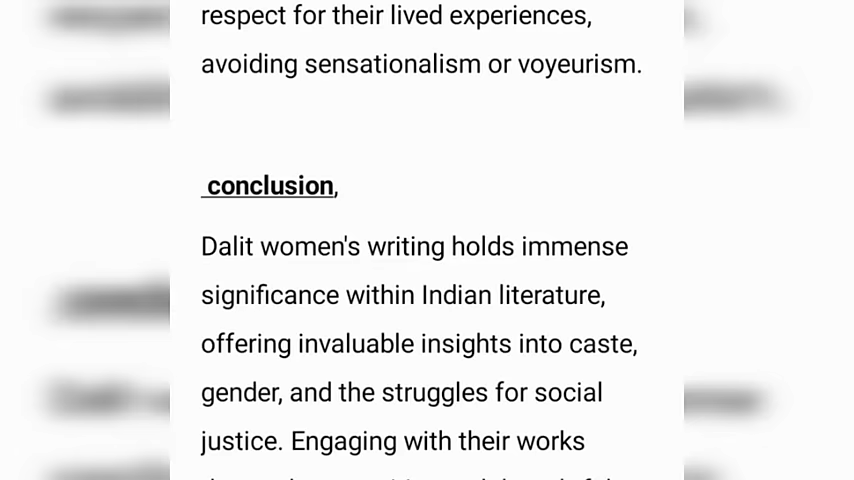 respect for their lived experiences,
avoiding sensationalism or voyeurism.
conclusion,
Dalit women's writing holds immense
significance within Indian literature,
offering invaluable insights into caste,
gender, and the struggles for social
justice. Engaging with their works